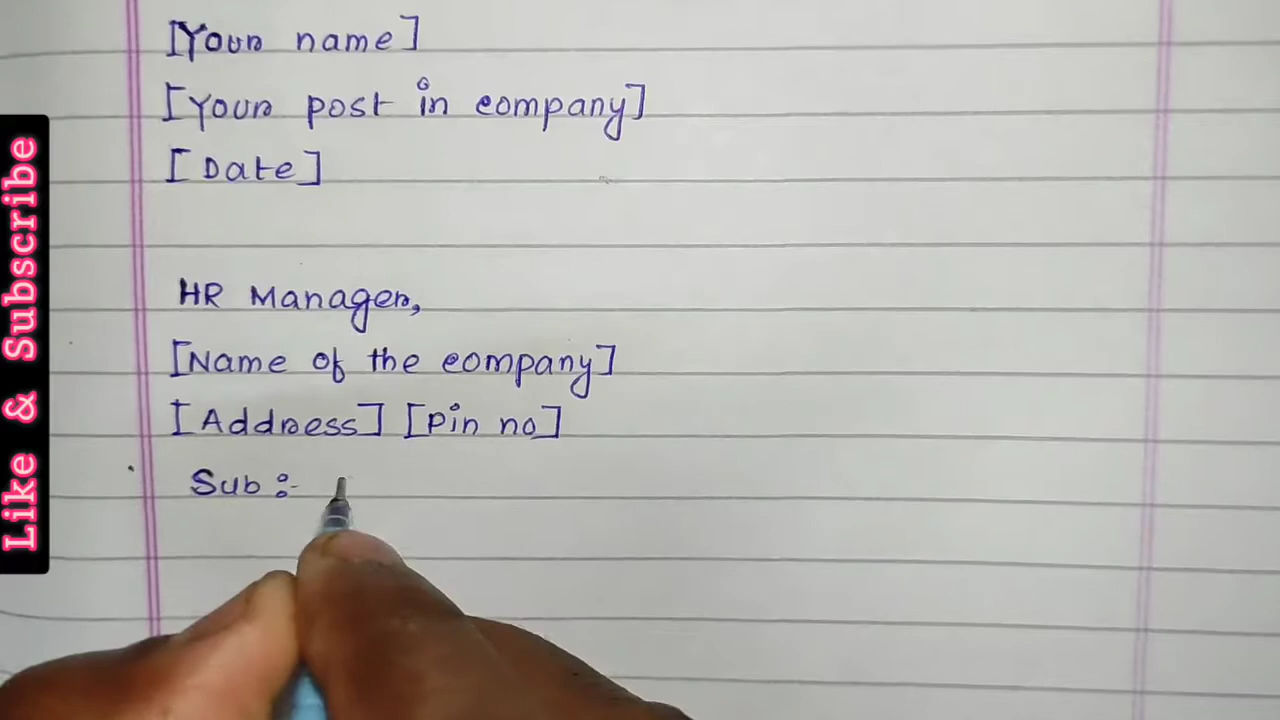 [Your name]
[Your post in company]
[Date]
HR Manager,
[Name of the company]
[Address] [Pin no]
Sub :-
Like & Subscribe